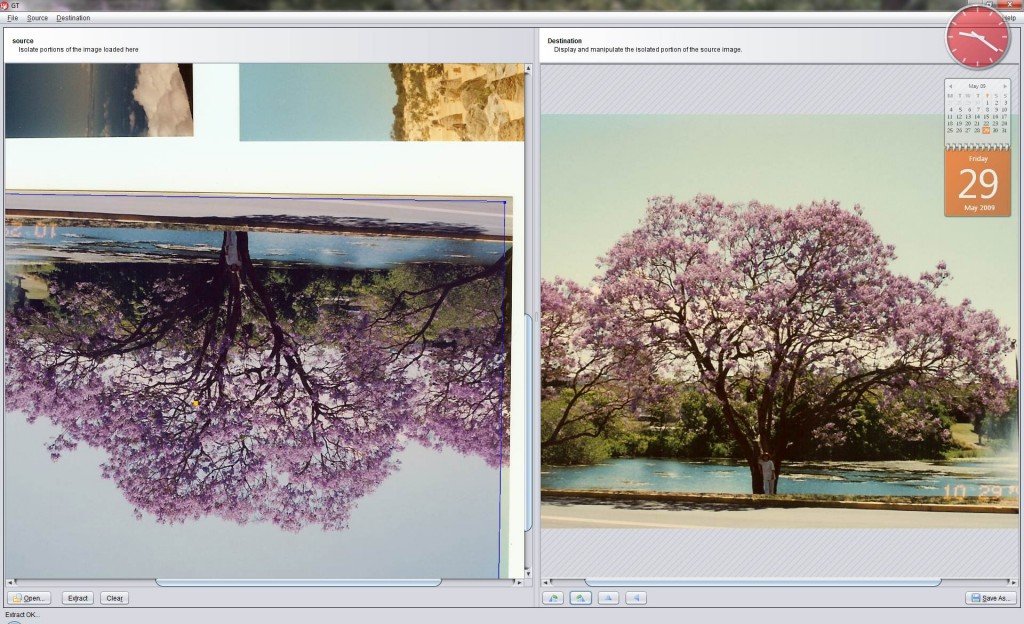 GT
File Source Destination
source
Isolate portions of the image loaded here
Destination
Display and manipulate the isolated portion of the source image.
May 09
M T W T F S S
1 2 3
4 5 6 7 8 9 10
11 12 13 14 15 16 17
18 19 20 21 22 23 24
25 26 27 28 29 30 31
Friday
29
May 2009
10 29
Open...
Extract
Clear
Save As...
Extract OK...